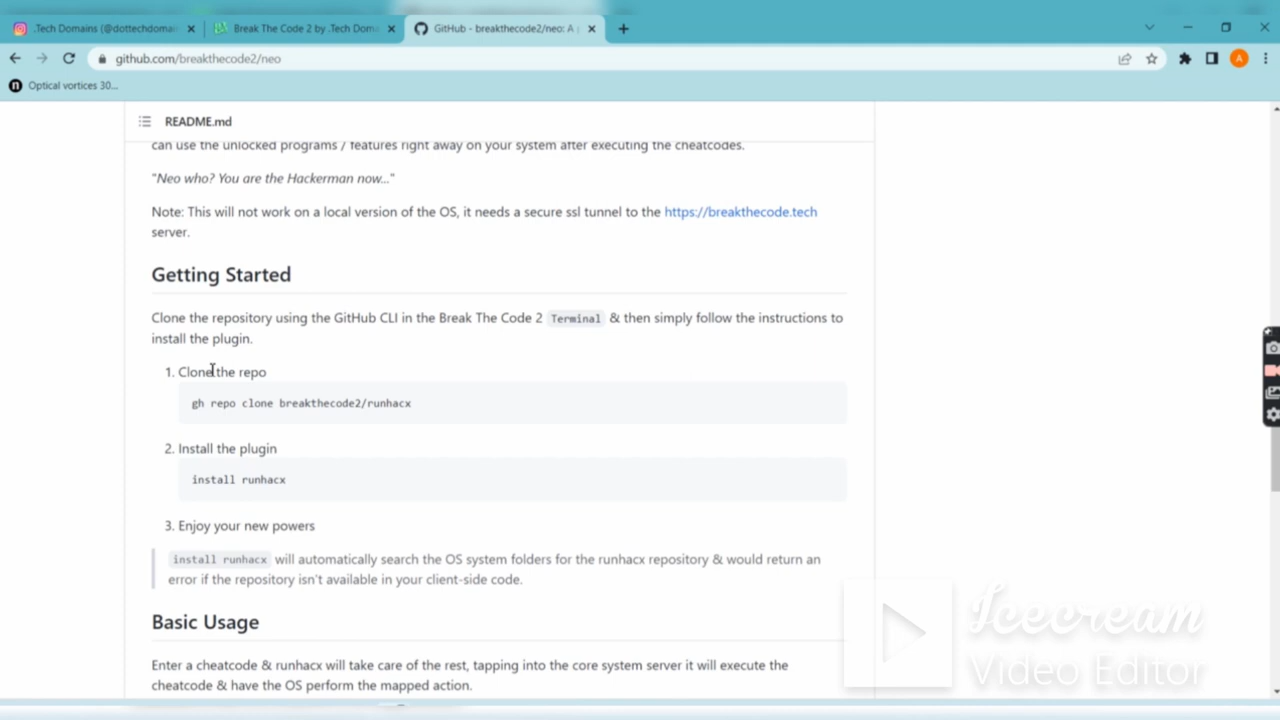 .Tech Domains (@dottechdomai
Break The Code 2 by .Tech Doma
GitHub - breakthecode2/neo: A p
github.com/breakthecode2/neo
A
n Optical vortices 30...
README.md
can use the unlocked programs / features right away on your system after executing the cheatcodes.
"Neo who? You are the Hackerman now..."
Note: This will not work on a local version of the OS, it needs a secure ssl tunnel to the https://breakthecode.tech
server.
Getting Started
Clone the repository using the GitHub CLI in the Break The Code 2 Terminal & then simply follow the instructions to
install the plugin.
1. Clone the repo
gh repo clone breakthecode2/runhacx
2. Install the plugin
install runhacx
3. Enjoy your new powers
install runhacx will automatically search the OS system folders for the runhacx repository & would return an
error if the repository isn't available in your client-side code.
Basic Usage
Enter a cheatcode & runhacx will take care of the rest, tapping into the core system server it will execute the
cheatcode & have the OS perform the mapped action.
Icecream
Video Editor